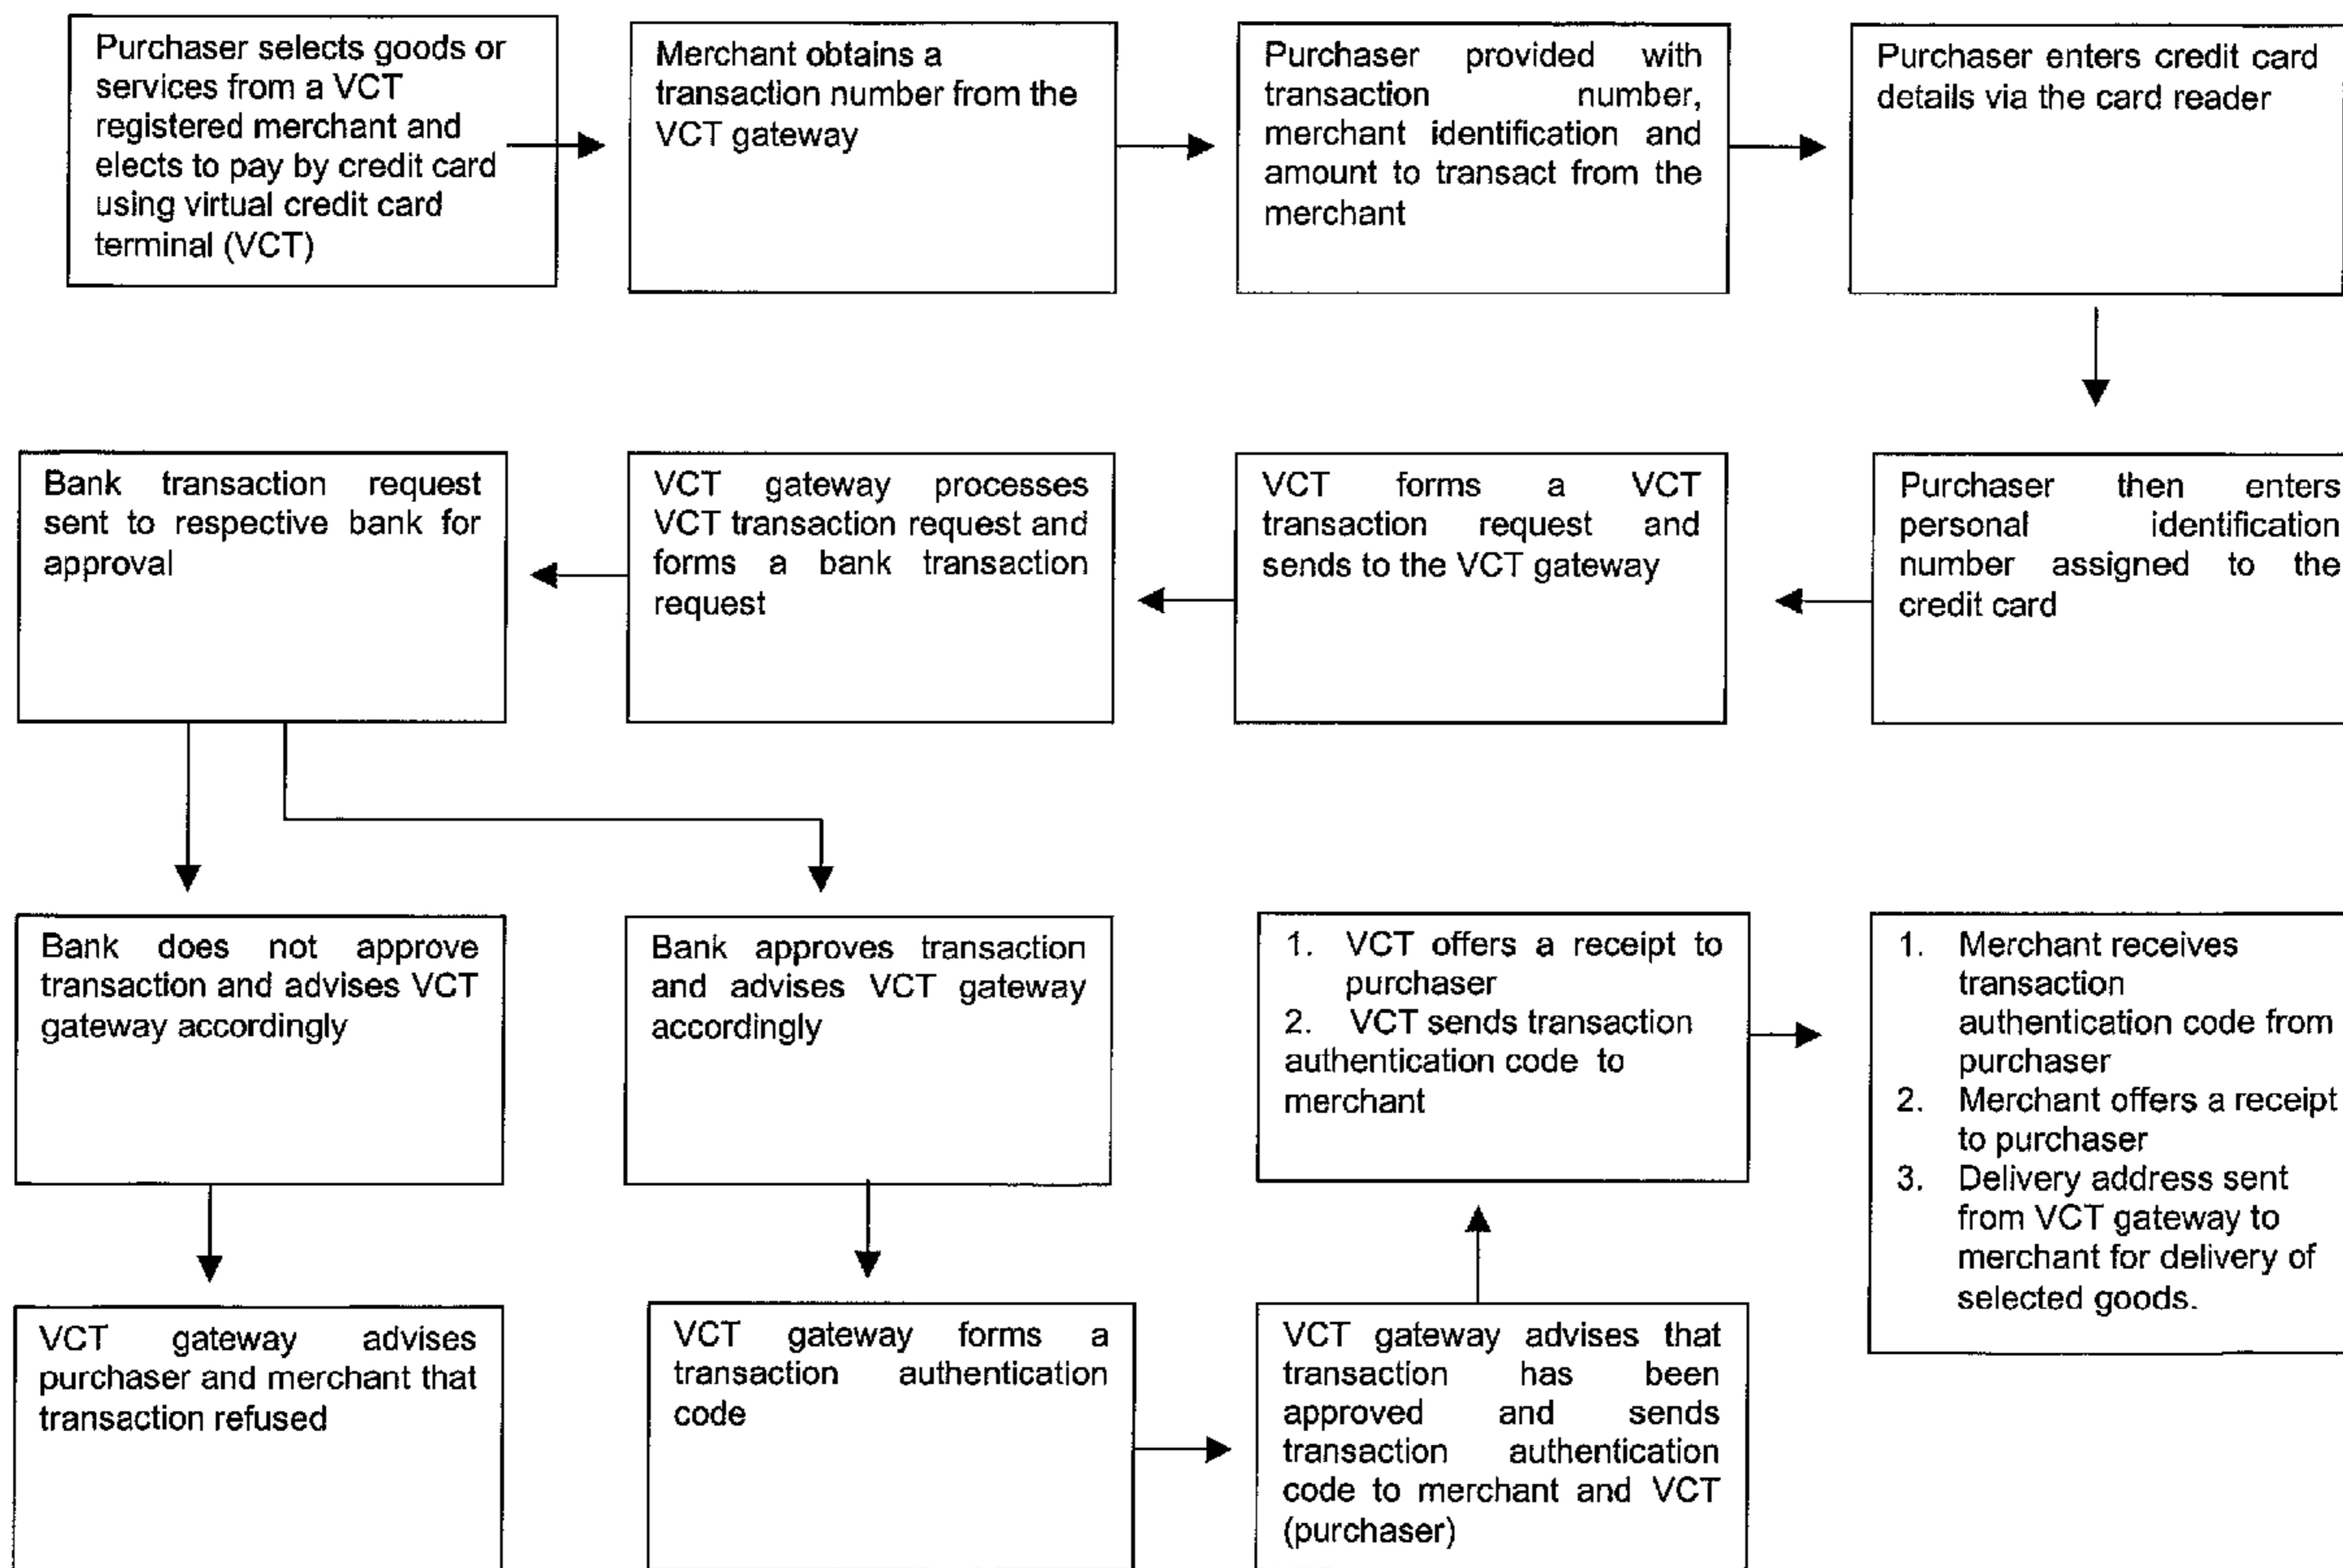 Purchaser selects goods or
services from a VCT
registered merchant and
elects to pay by credit card
using virtual credit card
terminal (VCT)
Merchant obtains a
transaction number from the
VCT gateway
Purchaser provided with
transaction number,
merchant identification and
amount to transact from the
merchant
Purchaser enters credit card
details via the card reader
Purchaser then enters
personal identification
number assigned to the
credit card
VCT forms a VCT
transaction request and
sends to the VCT gateway
VCT gateway processes
VCT transaction request and
forms a bank transaction
request
Bank transaction request
sent to respective bank for
approval
Bank does not approve
transaction and advises VCT
gateway accordingly
VCT gateway advises
purchaser and merchant that
transaction refused
Bank approves transaction
and advises VCT gateway
accordingly
VCT gateway forms a
transaction authentication
code
VCT gateway advises that
transaction has been
approved and sends
transaction authentication
code to merchant and VCT
(purchaser)
1. VCT offers a receipt to
purchaser
2. VCT sends transaction
authentication code to
merchant
1. Merchant receives
transaction
authentication code from
purchaser
2. Merchant offers a receipt
to purchaser
3. Delivery address sent
from VCT gateway to
merchant for delivery of
selected goods.